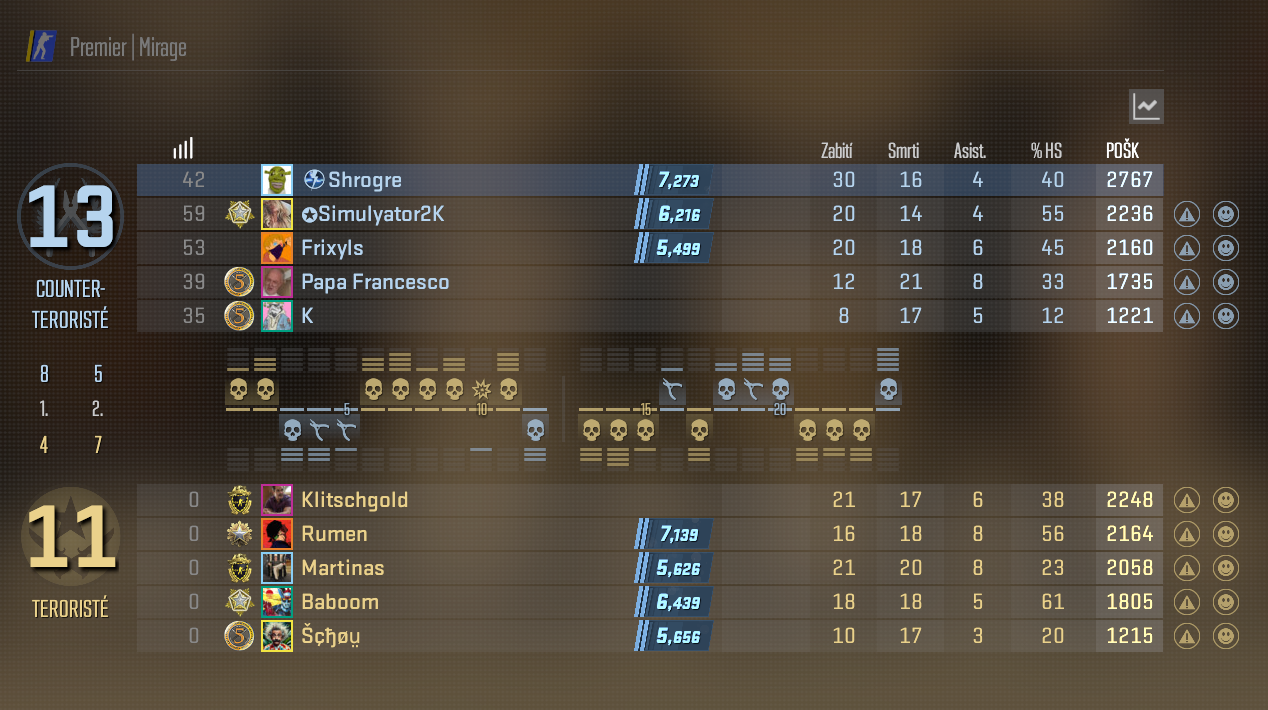 Premier | Mirage
Zabití Smrti Asist. % HS POŠK
13
COUNTER-
TERORISTÉ
42 Shrogre 7,273 30 16 4 40 2767
59 Simulyator2K 6,216 20 14 4 55 2236
53 Frixyls 5,499 20 18 6 45 2160
39 5 Papa Francesco 12 21 8 33 1735
35 5 K 8 17 5 12 1221
8 5
1. 2.
4 7
5 10 15 20
11
TERORISTÉ
0 Klitschgold 21 17 6 38 2248
0 Rumen 7,139 16 18 8 56 2164
0 Martinas 5,626 21 20 8 23 2058
0 Baboom 6,439 18 18 5 61 1805
0 5 Šçђøụ̈ 5,656 10 17 3 20 1215